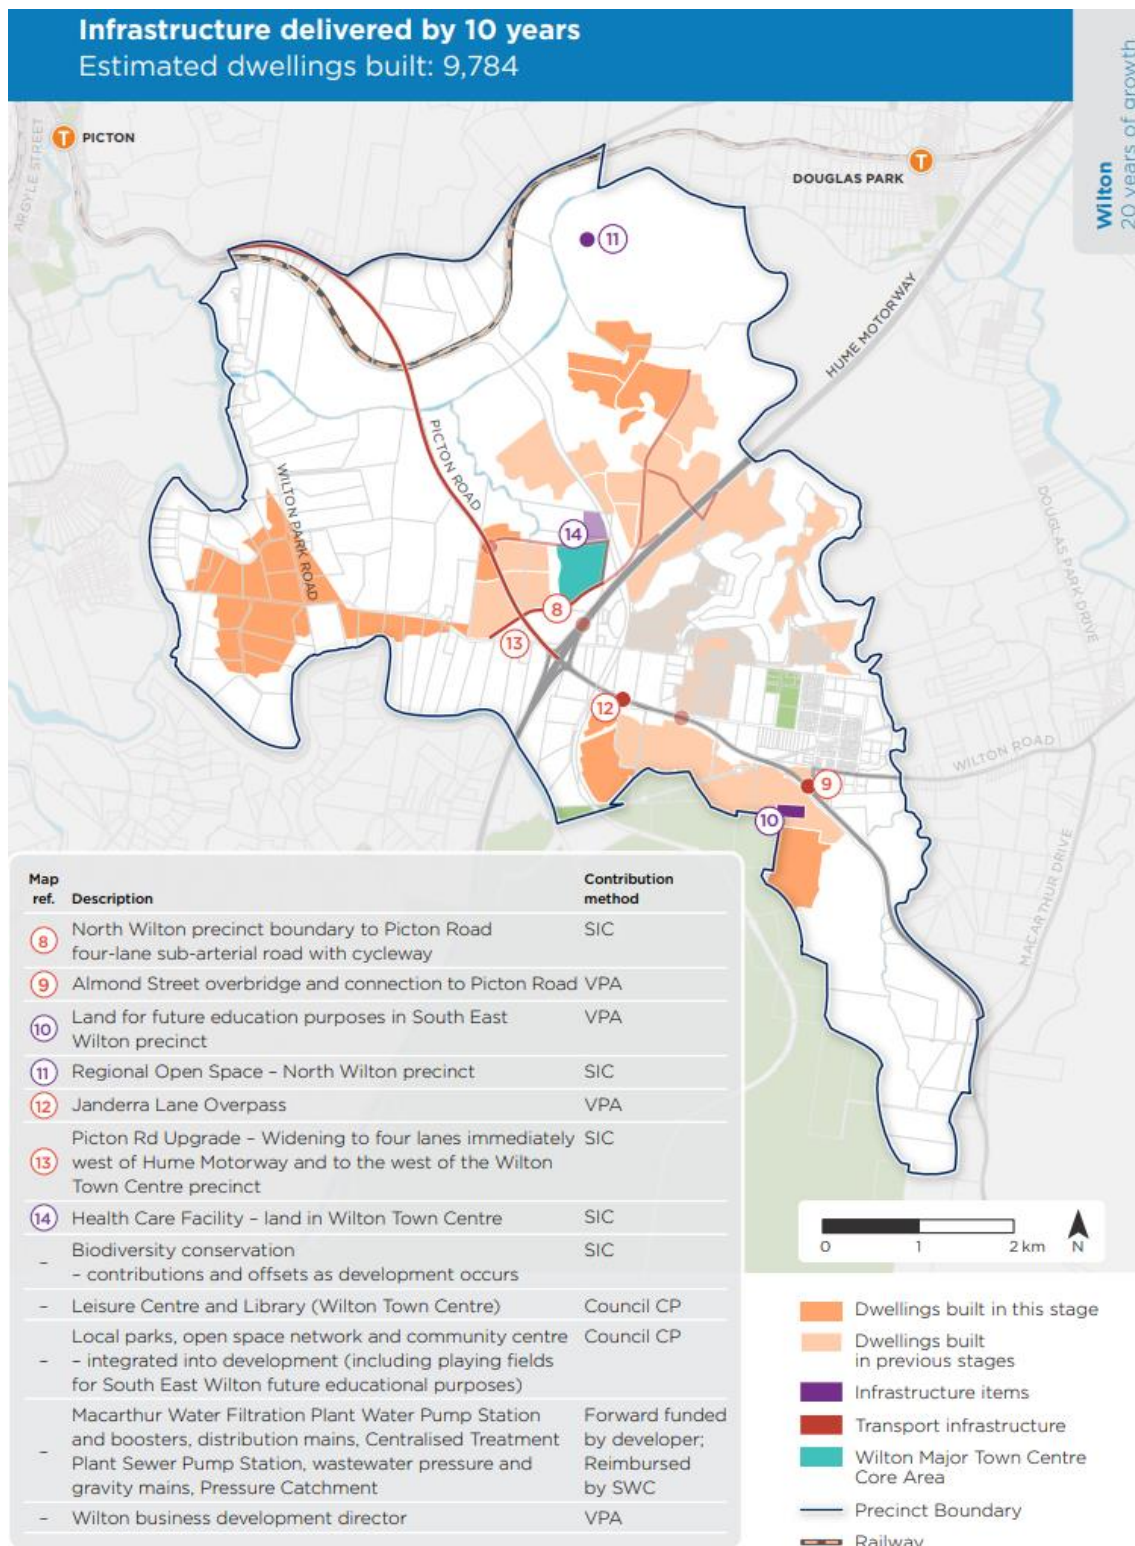 Infrastructure delivered by 10 years
Estimated dwellings built: 9,784
Wilton
20 years of growth
PICTON
T
ARGYLE STREET
DOUGLAS PARK
T
11
HUME MOTORWAY
PICTON ROAD
WILTON PARK ROAD
DOUGLAS PARK DRIVE
14
8
13
12
WILTON ROAD
9
10
MACARTHUR DRIVE
Map
ref. Description
Contribution
method
8 North Wilton precinct boundary to Picton Road SIC
four-lane sub-arterial road with cycleway
9 Almond Street overbridge and connection to Picton Road VPA
10 Land for future education purposes in South East VPA
Wilton precinct
11 Regional Open Space – North Wilton precinct SIC
12 Janderra Lane Overpass VPA
13 Picton Rd Upgrade – Widening to four lanes immediately SIC
west of Hume Motorway and to the west of the Wilton
Town Centre precinct
14 Health Care Facility – land in Wilton Town Centre SIC
– Biodiversity conservation SIC
– contributions and offsets as development occurs
– Leisure Centre and Library (Wilton Town Centre) Council CP
– Local parks, open space network and community centre Council CP
– integrated into development (including playing fields
for South East Wilton future educational purposes)
– Macarthur Water Filtration Plant Water Pump Station Forward funded
and boosters, distribution mains, Centralised Treatment by developer;
Plant Sewer Pump Station, wastewater pressure and Reimbursed
gravity mains, Pressure Catchment by SWC
– Wilton business development director VPA
0 1 2 km N
Dwellings built in this stage
Dwellings built
in previous stages
Infrastructure items
Transport infrastructure
Wilton Major Town Centre
Core Area
Precinct Boundary
Railway